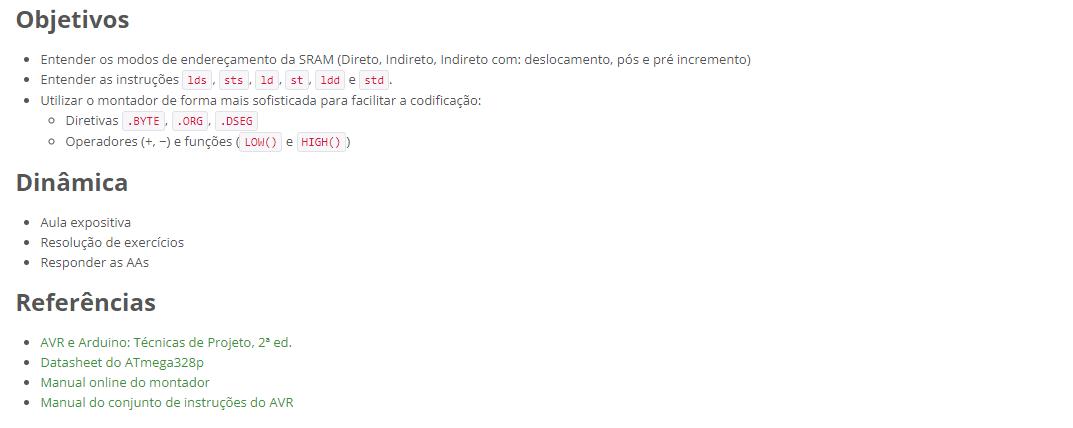 Objetivos
Entender os modos de endereçamento da SRAM (Direto, Indireto, Indireto com: deslocamento, pós e pré incremento)
Entender as instruções lds, sts, ld, st, ldd e std.
Utilizar o montador de forma mais sofisticada para facilitar a codificação:
Diretivas .BYTE, .ORG, .DSEG
Operadores (+, −) e funções (LOW() e HIGH())
Dinâmica
Aula expositiva
Resolução de exercícios
Responder as AAs
Referências
AVR e Arduino: Técnicas de Projeto, 2ª ed.
Datasheet do ATmega328p
Manual online do montador
Manual do conjunto de instruções do AVR